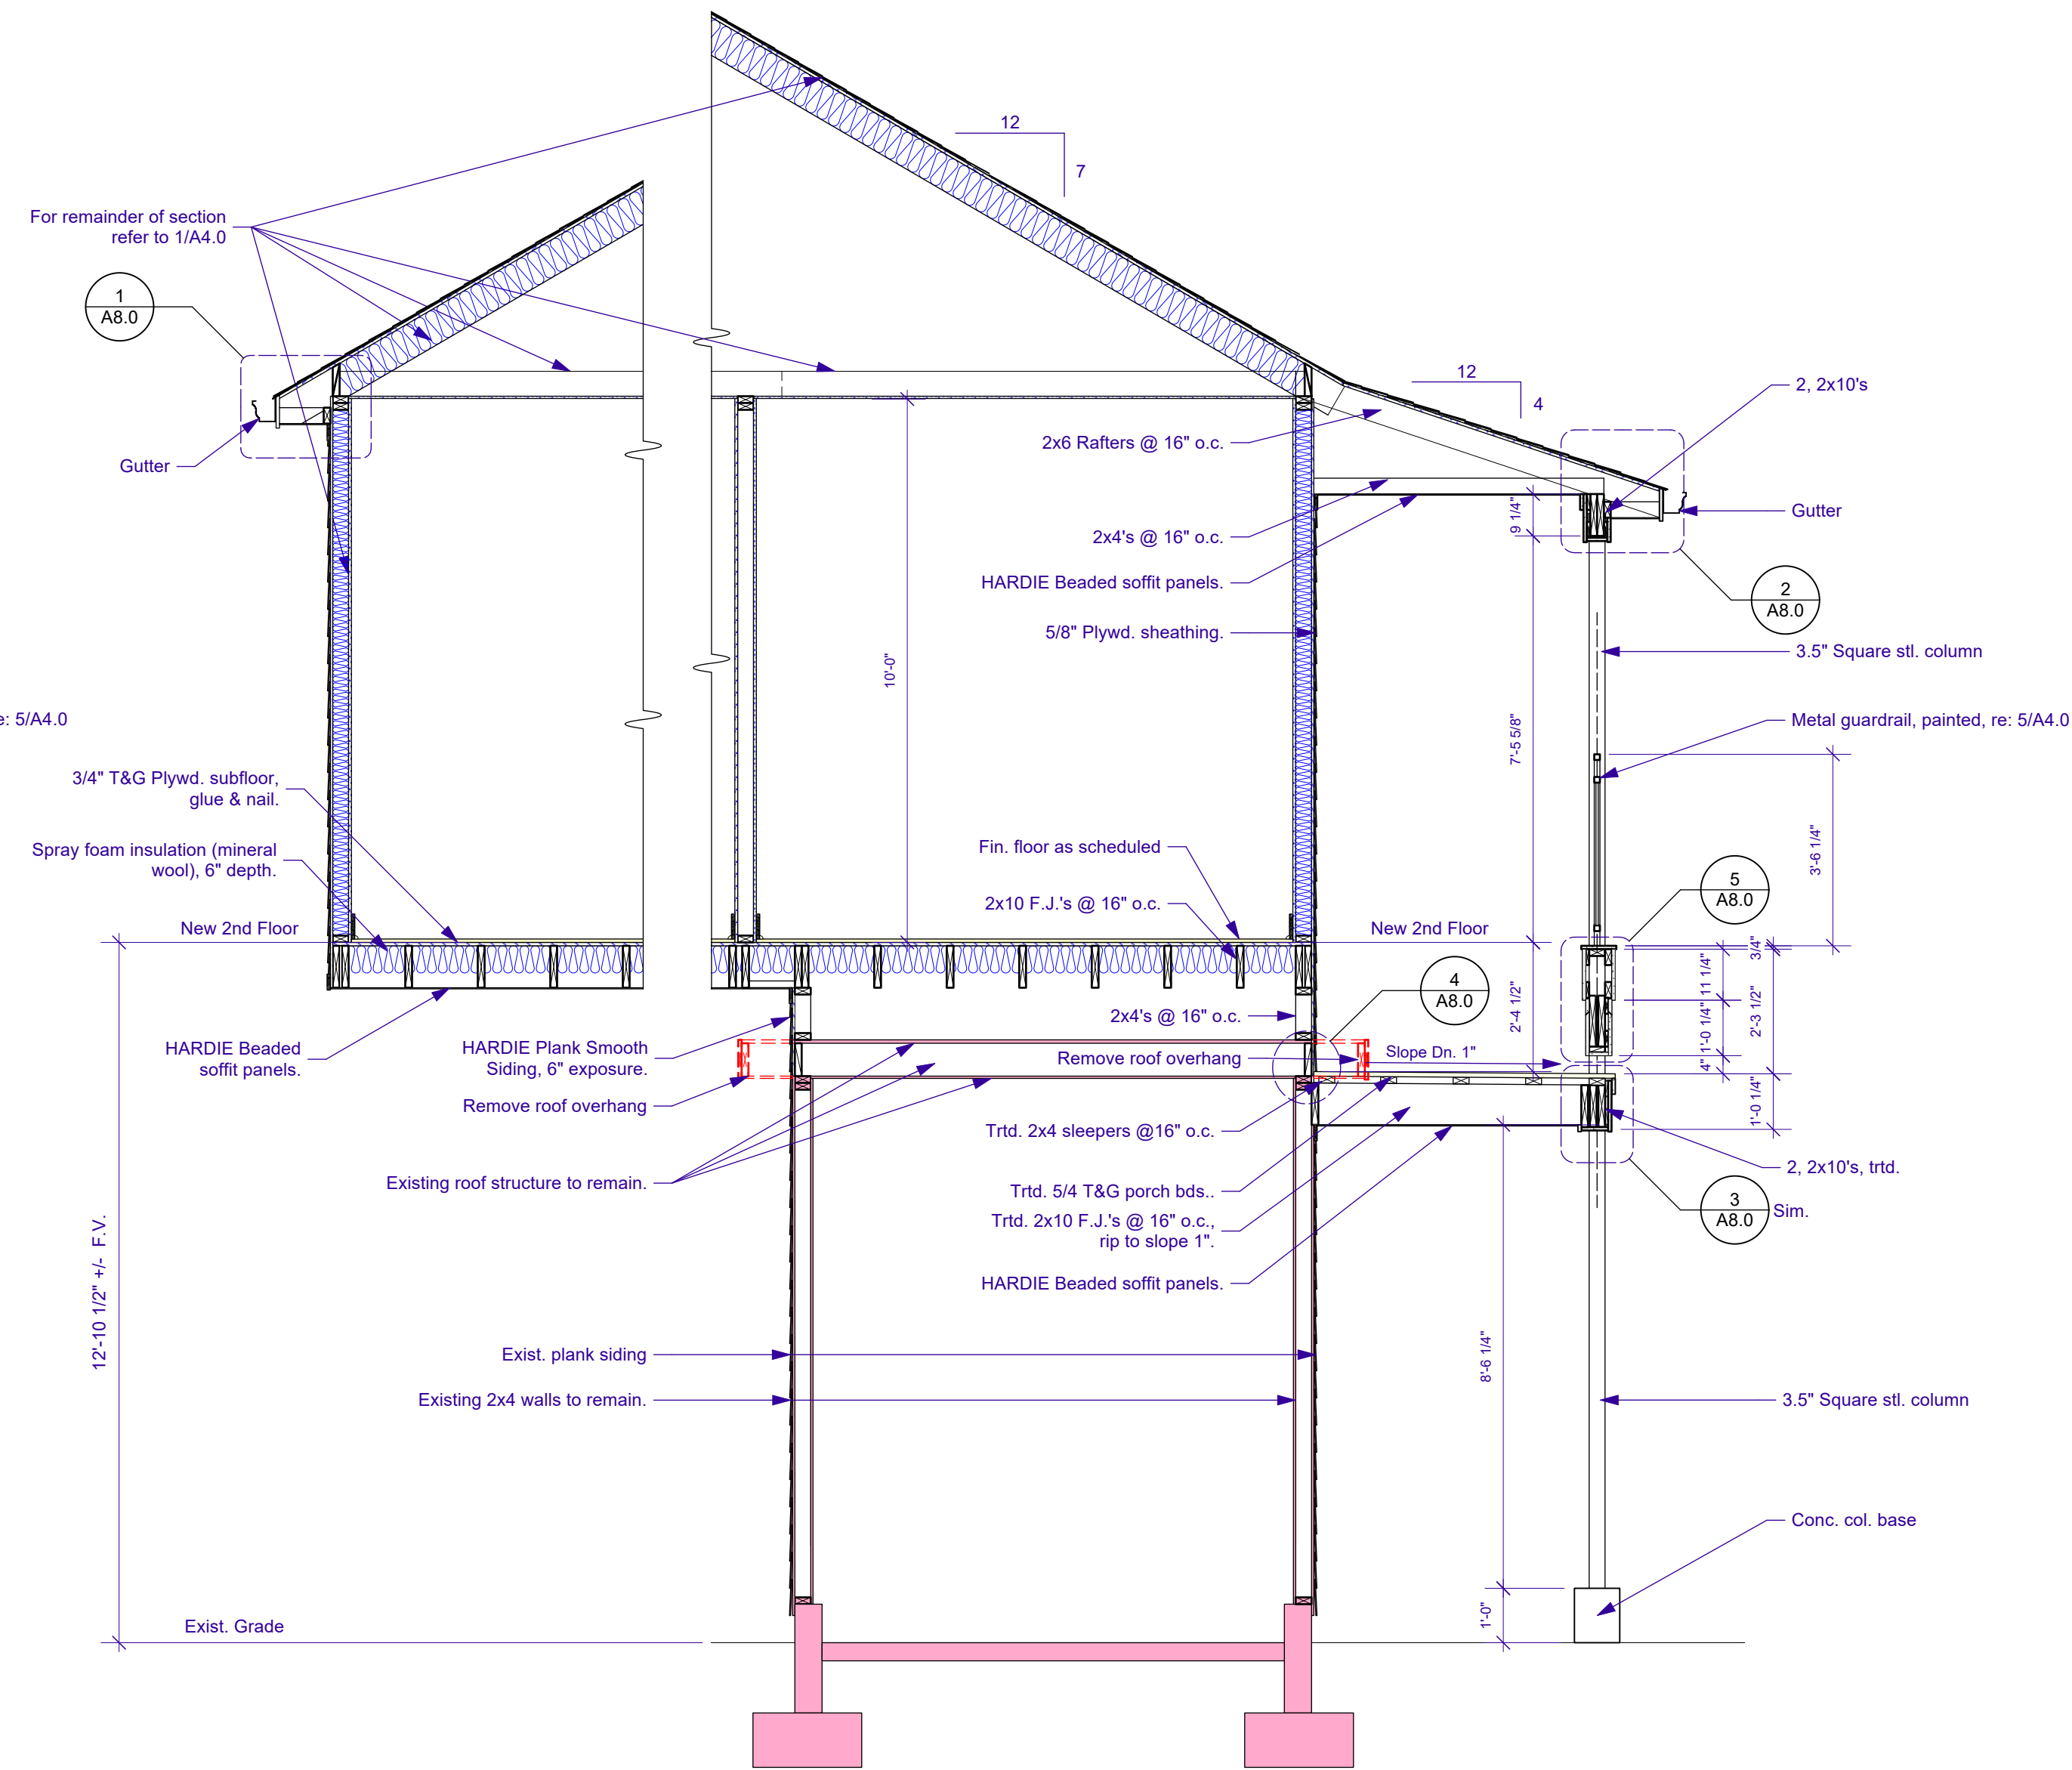 12
7
For remainder of section
refer to 1/A4.0
1
A8.0
12
4
2, 2x10's
2x6 Rafters @ 16" o.c.
Gutter
9 1/4"
Gutter
2x4's @ 16" o.c.
HARDIE Beaded soffit panels.
2
A8.0
5/8" Plywd. sheathing.
3.5" Square stl. column
10'-0"
7'-5 5/8"
e: 5/A4.0
Metal guardrail, painted, re: 5/A4.0
3/4" T&G Plywd. subfloor,
glue & nail.
3'-6 1/4"
Spray foam insulation (mineral
wool), 6" depth.
Fin. floor as scheduled
5
A8.0
2x10 F.J.'s @ 16" o.c.
New 2nd Floor
New 2nd Floor
3/4"
11 1/4"
4
A8.0
2'-3 1/2"
2'-4 1/2"
2x4's @ 16" o.c.
1'-0 1/4"
HARDIE Beaded
soffit panels.
HARDIE Plank Smooth
Siding, 6" exposure.
Remove roof overhang
Slope Dn. 1"
4"
Remove roof overhang
1'-0 1/4"
Trtd. 2x4 sleepers @16" o.c.
2, 2x10's, trtd.
Existing roof structure to remain.
Trtd. 5/4 T&G porch bds..
3
A8.0
Sim.
Trtd. 2x10 F.J.'s @ 16" o.c.,
rip to slope 1".
HARDIE Beaded soffit panels.
12'-10 1/2" +/- F.V.
8'-6 1/4"
Exist. plank siding
Existing 2x4 walls to remain.
3.5" Square stl. column
Conc. col. base
1'-0"
Exist. Grade